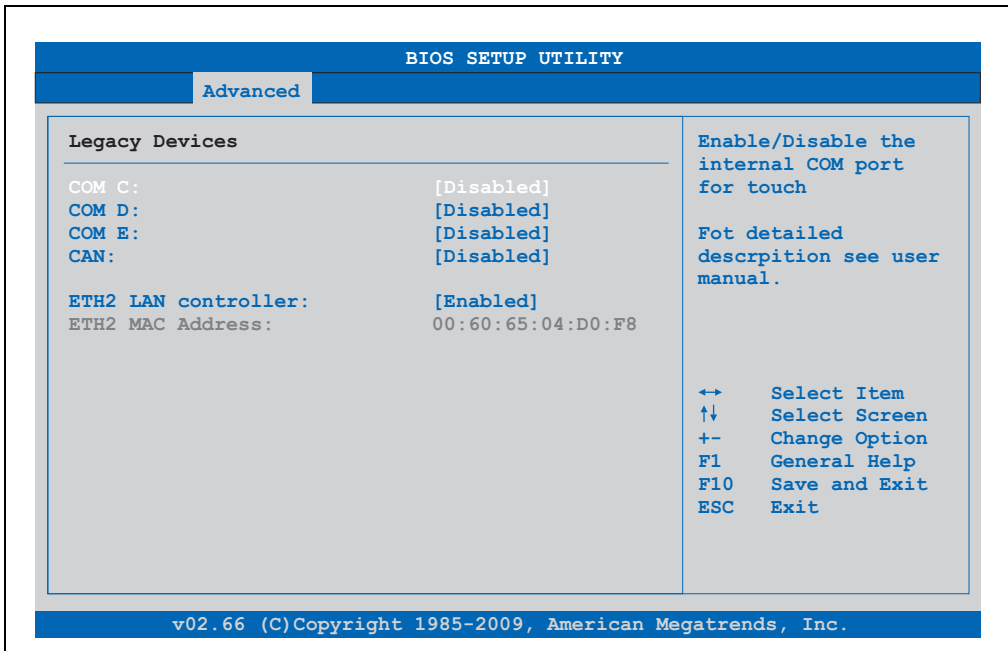 BIOS SETUP UTILITY
Advanced
Legacy Devices
COM C: [Disabled]
COM D: [Disabled]
COM E: [Disabled]
CAN: [Disabled]
ETH2 LAN controller: [Enabled]
ETH2 MAC Address: 00:60:65:04:D0:F8
Enable/Disable the
internal COM port
for touch
Fot detailed
descrpition see user
manual.
↔ Select Item
↑↓ Select Screen
+- Change Option
F1 General Help
F10 Save and Exit
ESC Exit
v02.66 (C)Copyright 1985-2009, American Megatrends, Inc.